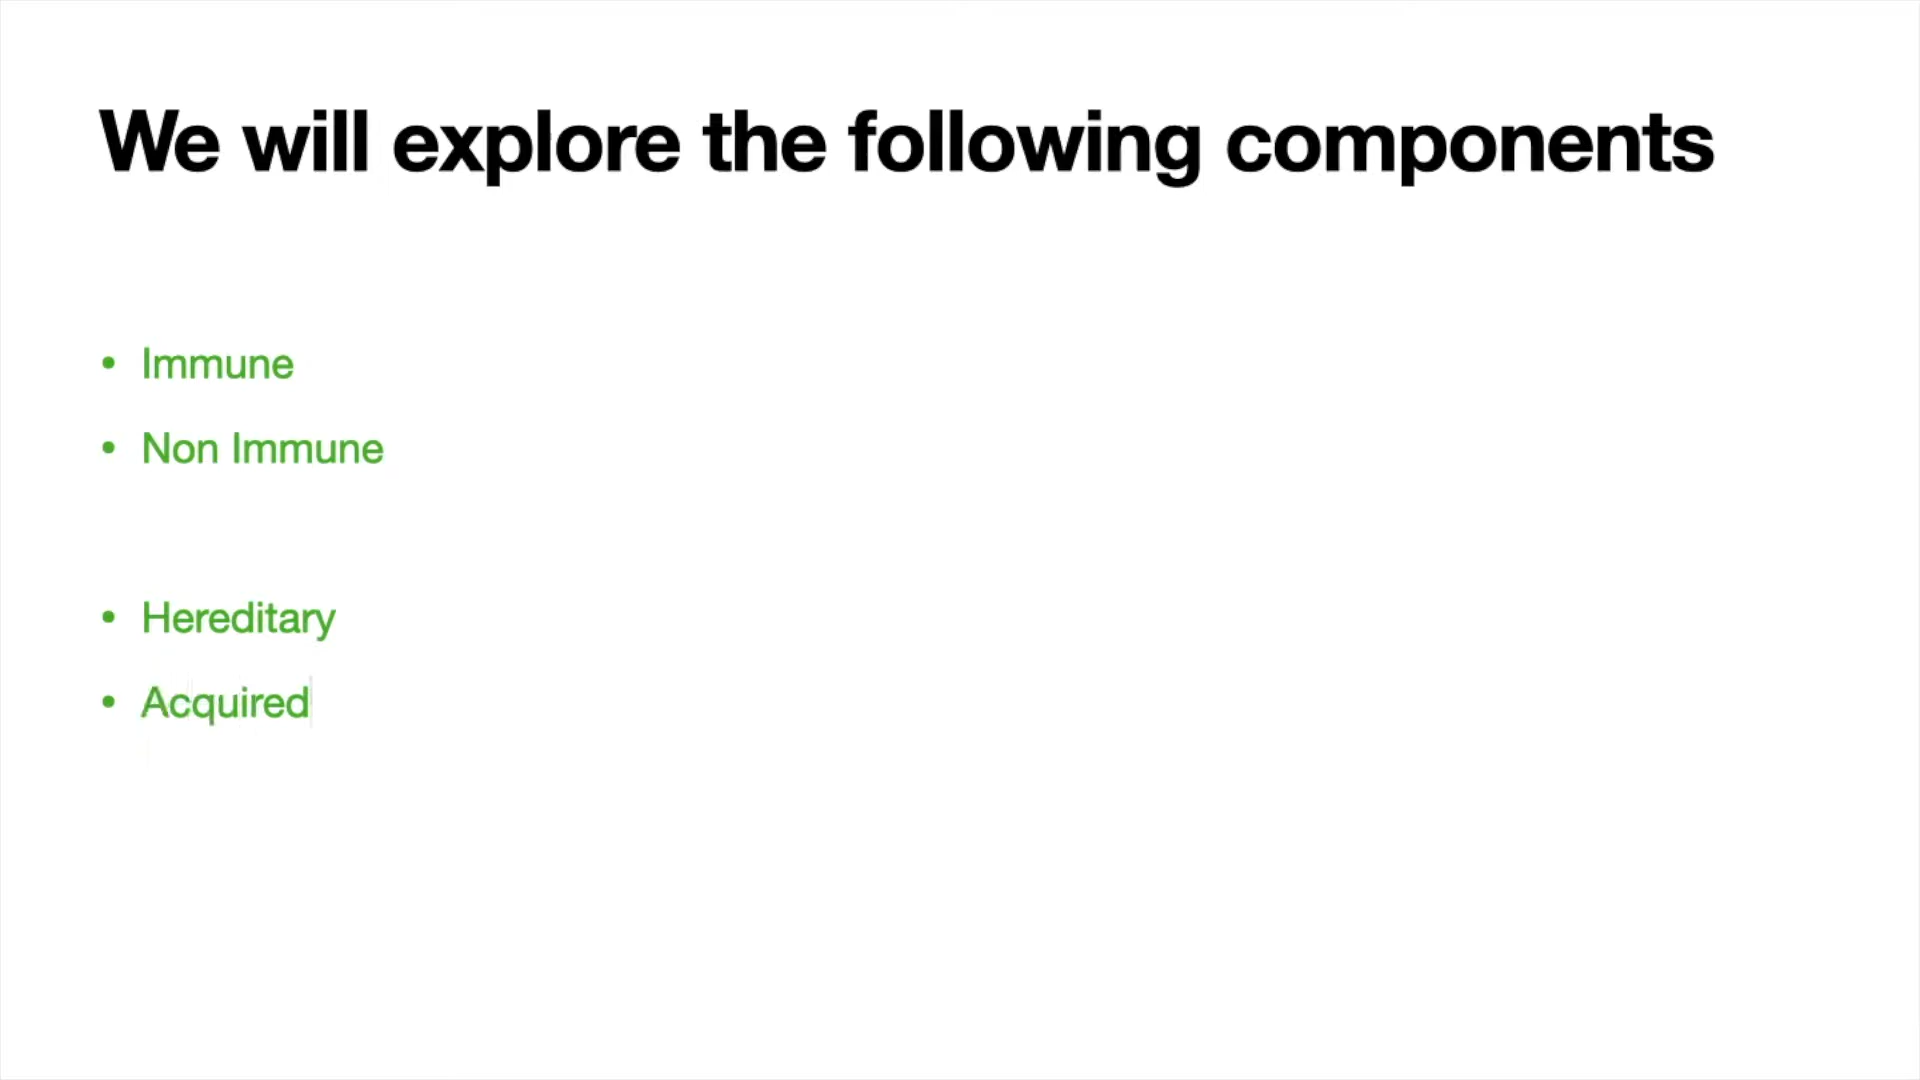 We will explore the following components
• Immune
• Non Immune
• Hereditary
• Acquired